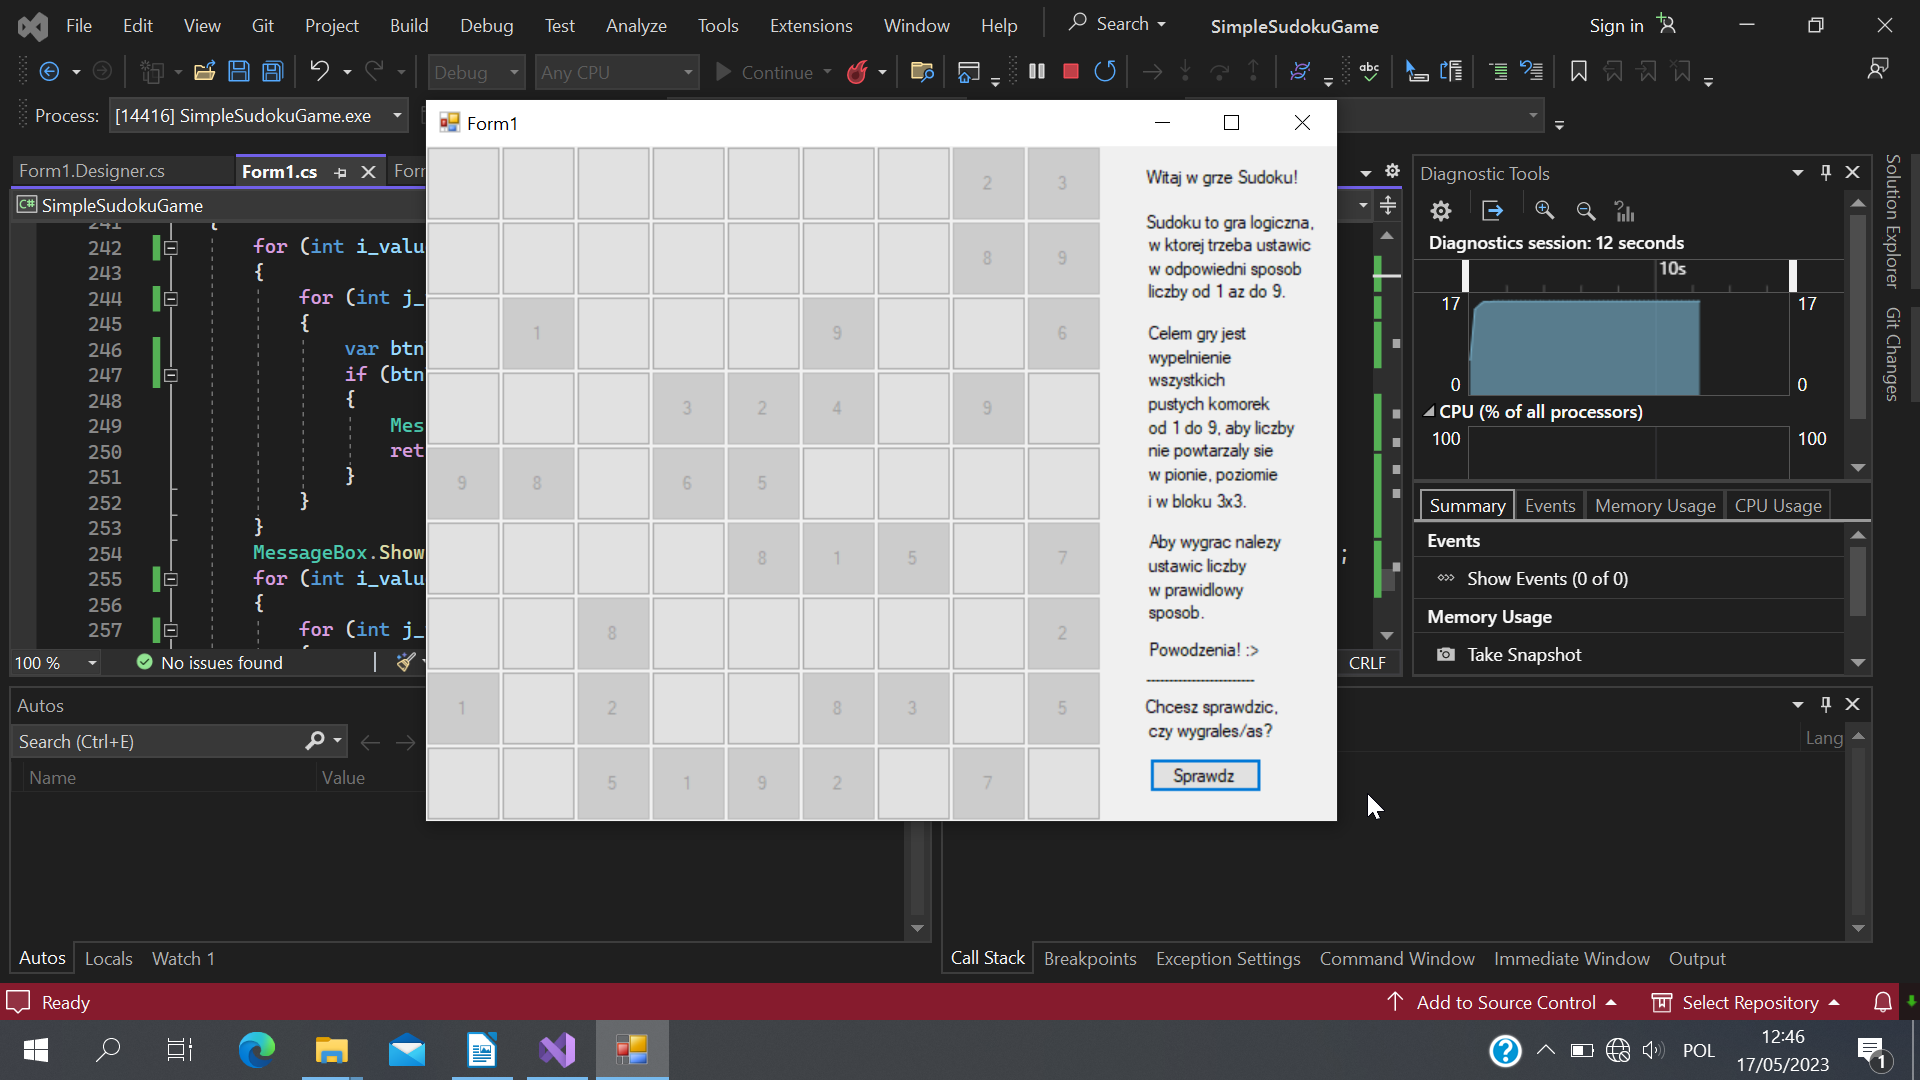 File Edit View Git Project Build Debug Test Analyze Tools Extensions Window Help Search SimpleSudokuGame Sign in
Debug Any CPU Continue
Process: [14416] SimpleSudokuGame.exe
Form1
Form1.Designer.cs Form1.cs
C# SimpleSudokuGame
242 for (int i_valu
243 {
244 for (int j_
245 {
246 var btn
247 if (btn
248 {
249 Mes
250 ret
251 }
252 }
253 }
254 MessageBox.Show ;
255 for (int i_valu
256 {
257 for (int j_
100 % No issues found CRLF
2 3
8 9
1 9 6
3 2 4 9
9 8 6 5
8 1 5 7
8 2
1 2 8 3 5
5 1 9 2 7
Witaj w grze Sudoku!
Sudoku to gra logiczna,
w ktorej trzeba ustawic
w odpowiedni sposob
liczby od 1 az do 9.
Celem gry jest
wypelnienie
wszystkich
pustych komorek
od 1 do 9, aby liczby
nie powtarzaly sie
w pionie, poziomie
i w bloku 3x3.
Aby wygrac nalezy
ustawic liczby
w prawidlowy
sposob.
Powodzenia! :>
------------------------
Chcesz sprawdzic,
czy wygrales/as?
Sprawdz
Diagnostic Tools
Diagnostics session: 12 seconds
10s
17 17
0 0
CPU (% of all processors)
100 100
Summary Events Memory Usage CPU Usage
Events
Show Events (0 of 0)
Memory Usage
Take Snapshot
Solution Explorer
Git Changes
Autos
Search (Ctrl+E)
Name Value
Lang
Autos Locals Watch 1
Call Stack Breakpoints Exception Settings Command Window Immediate Window Output
Ready Add to Source Control Select Repository
POL 12:46
17/05/2023 1